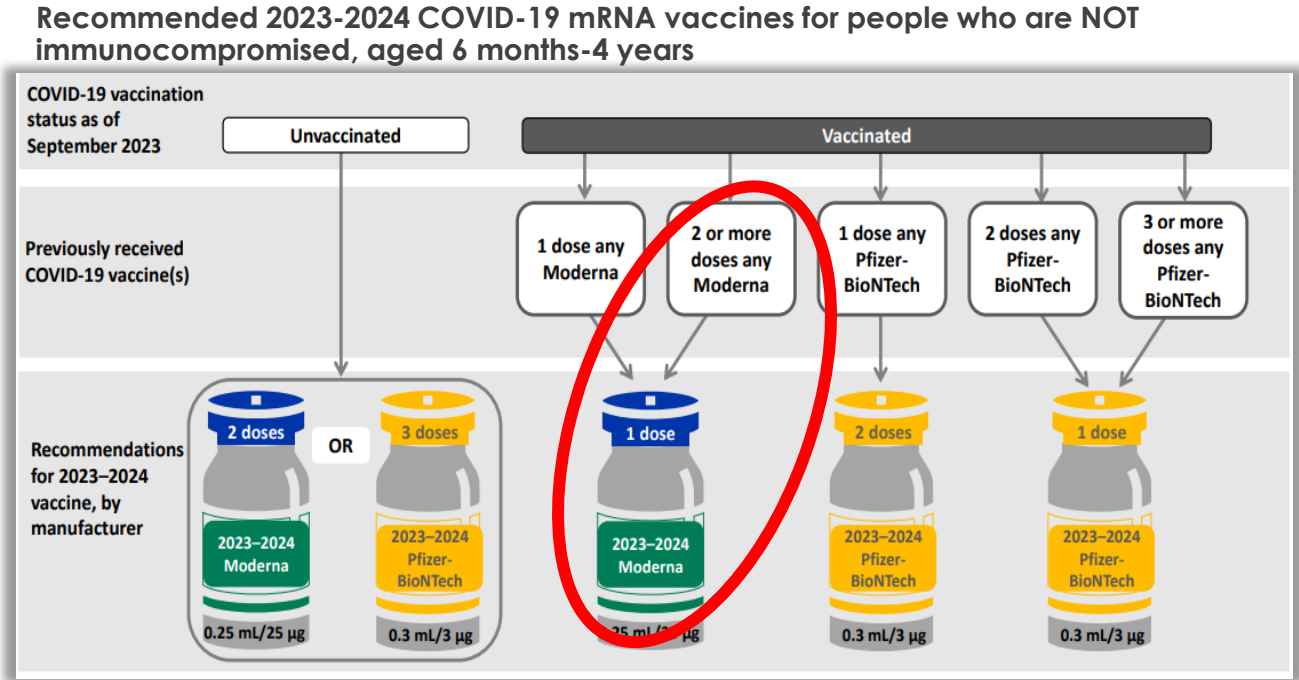 Recommended 2023-2024 COVID-19 mRNA vaccines for people who are NOT
immunocompromised, aged 6 months-4 years
COVID-19 vaccination
status as of
September 2023
Unvaccinated
Vaccinated
Previously received
COVID-19 vaccine(s)
1 dose any
Moderna
2 or more
doses any
Moderna
1 dose any
Pfizer-
BioNTech
2 doses any
Pfizer-
BioNTech
3 or more
doses any
Pfizer-
BioNTech
Recommendations
for 2023–2024
vaccine, by
manufacturer
2 doses
2023–2024
Moderna
0.25 mL/25 µg
OR
3 doses
2023–2024
Pfizer-
BioNTech
0.3 mL/3 µg
1 dose
2023–2024
Moderna
mL/ µg
2 doses
2023–2024
Pfizer-
BioNTech
0.3 mL/3 µg
1 dose
2023–2024
Pfizer-
BioNTech
0.3 mL/3 µg